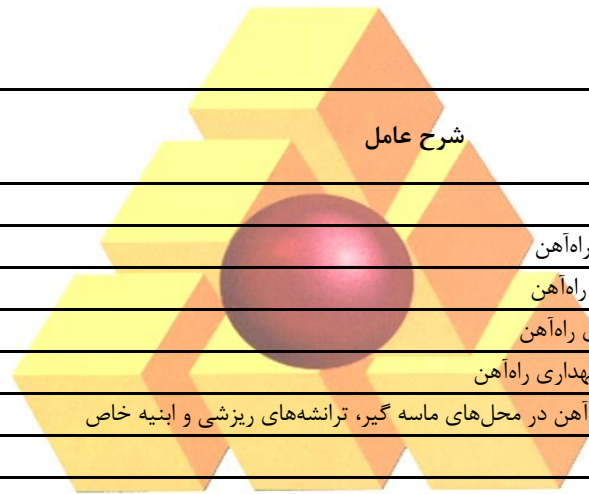 شرح عامل
راه‌آهن
راه‌آهن
راه‌آهن
راه‌آهن
آهن در محل‌های ماسه گیر، ترانشه‌های ریزشی و ابنیه خاص